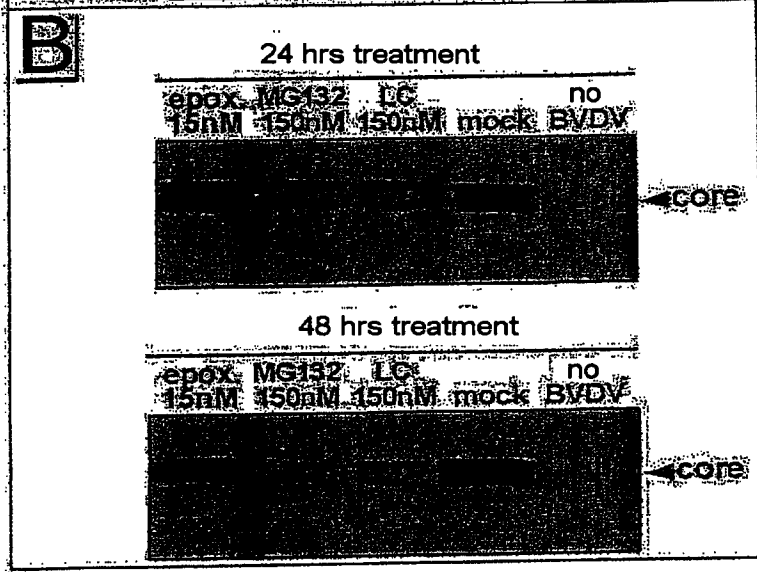 B
24 hrs treatment
epox. MG132 LC no
15nM 150nM 150nM mock BVDV
core
48 hrs treatment
epox. MG132 LC no
15nM 150nM 150nM mock BVDV
core